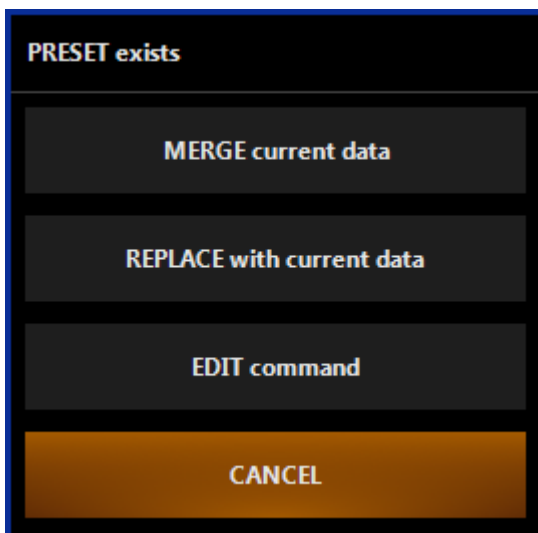 PRESET exists
MERGE current data
REPLACE with current data
EDIT command
CANCEL